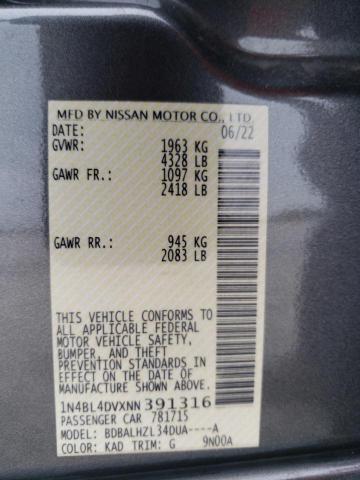 MFD BY NISSAN MOTOR CO., LTD.
DATE: 06/22
GVWR: 1963 KG
4328 LB
GAWR FR.: 1097 KG
2418 LB
GAWR RR.: 945 KG
2083 LB
THIS VEHICLE CONFORMS TO
ALL APPLICABLE FEDERAL
MOTOR VEHICLE SAFETY,
BUMPER, AND THEFT
PREVENTION STANDARDS IN
EFFECT ON THE DATE OF
MANUFACTURE SHOWN ABOVE.
1N4BL4DVXNN391316
PASSENGER CAR 781715
MODEL: BDBALHZL34DUA----A
COLOR: KAD TRIM: G 9N00A